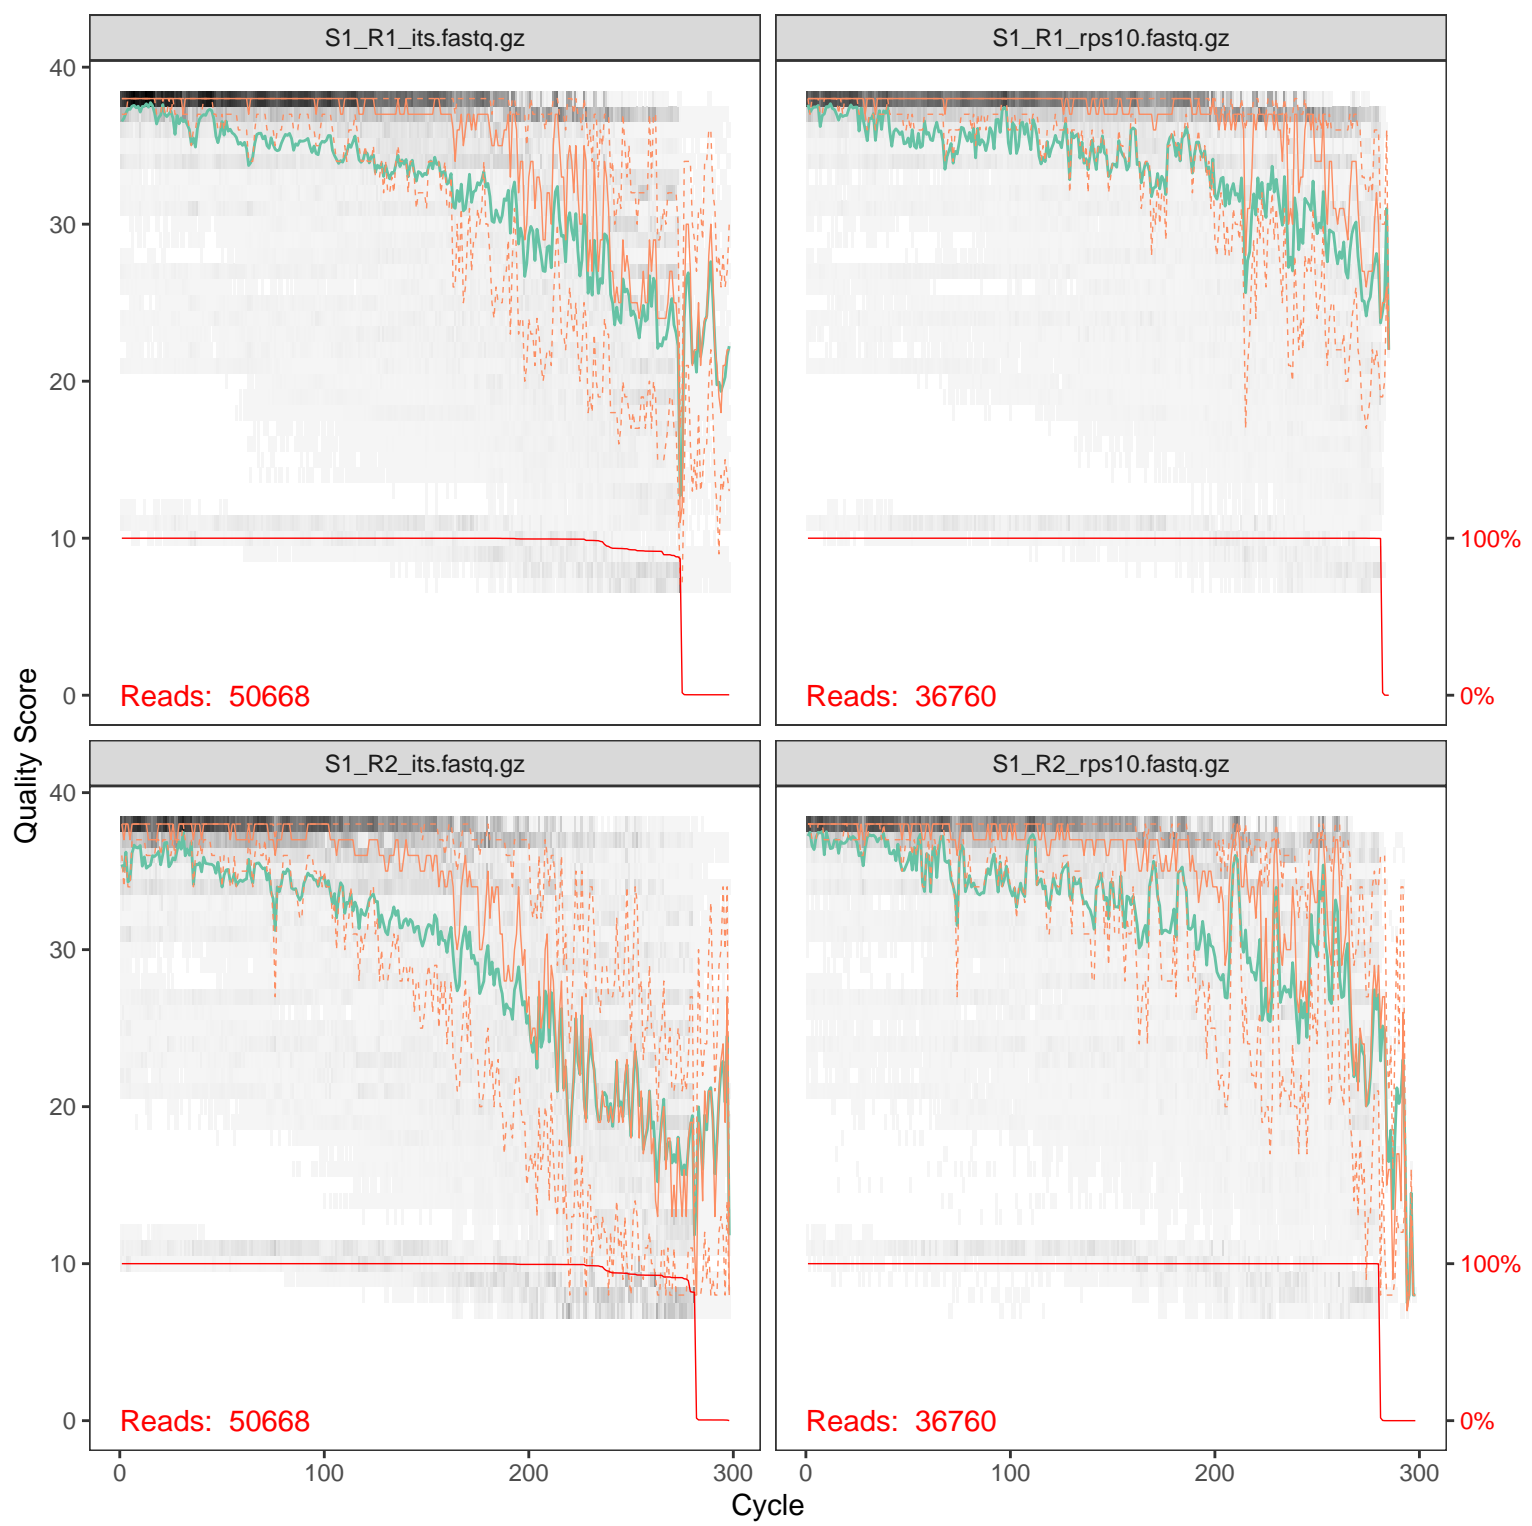 S1_R1_its.fastq.gz
S1_R1_rps10.fastq.gz
40
30
20
10
0
100%
0%
Reads: 50668
Reads: 36760
Quality Score
S1_R2_its.fastq.gz
S1_R2_rps10.fastq.gz
40
30
20
10
0
100%
0%
Reads: 50668
Reads: 36760
0 100 200 300
0 100 200 300
Cycle